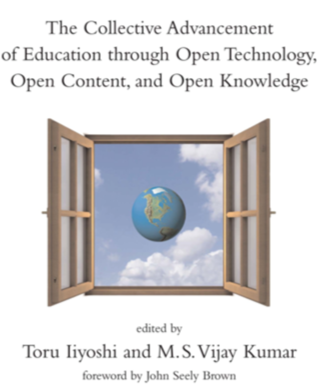 The Collective Advancement
of Education through Open Technology,
Open Content, and Open Knowledge
edited by
Toru Iiyoshi and M.S.Vijay Kumar
foreword by John Seely Brown